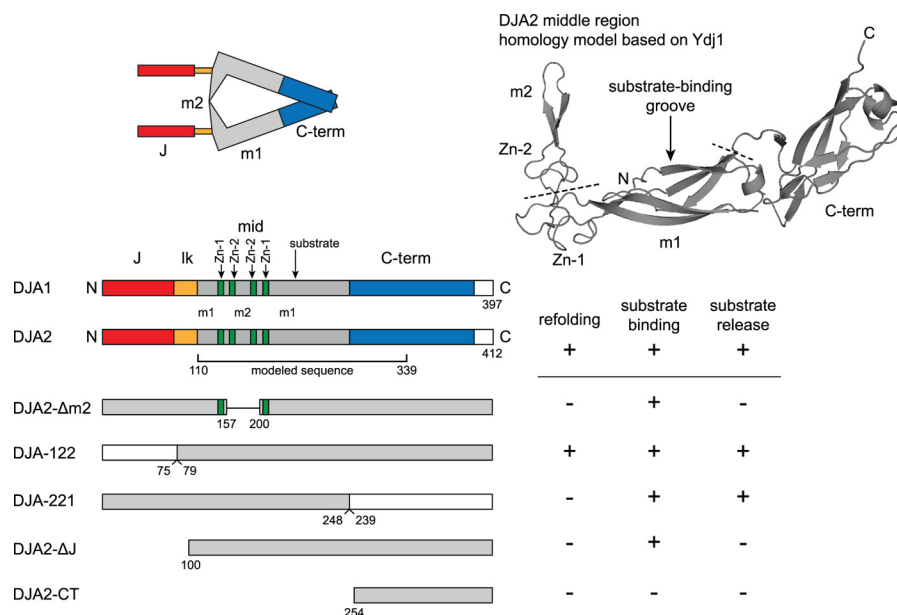 DJA2 middle region
homology model based on Ydj1
m2
J
m1
C-term
C
m2
substrate-binding
groove
Zn-2
N
Zn-1
m1
C-term
mid
J
lk
Zn-1
Zn-2
Zn-2
Zn-1
substrate
C-term
DJA1
N
C
397
m1
m2
m1
DJA2
N
C
412
110
modeled sequence
339
refolding
substrate
binding
substrate
release
+ + +
DJA2-Δm2
157
200
- + -
DJA-122
75
79
+ + +
DJA-221
248
239
- + +
DJA2-ΔJ
100
- + -
DJA2-CT
254
- - -